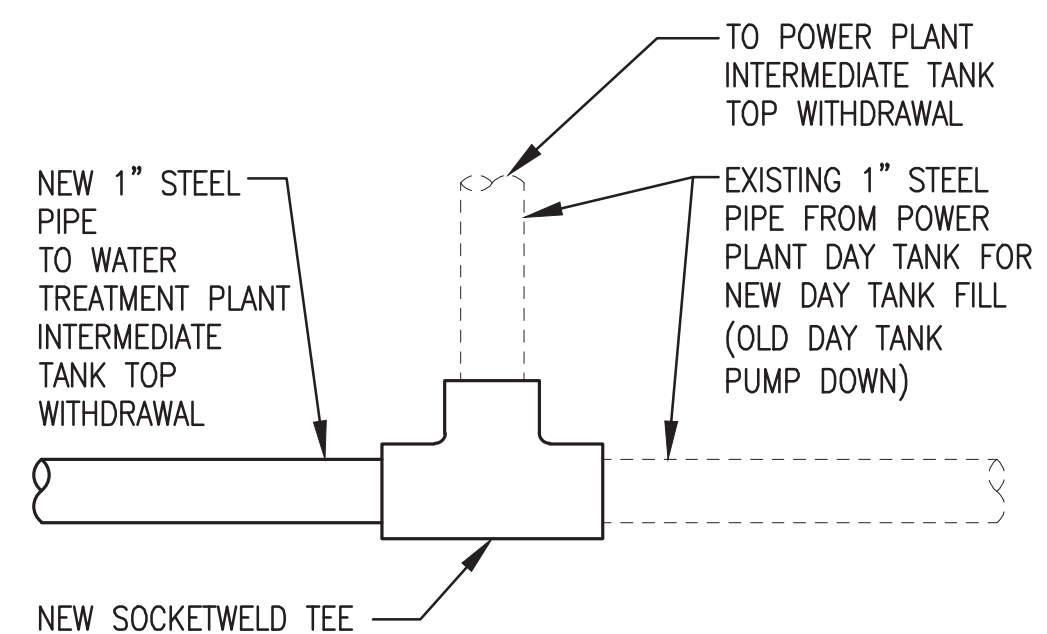 TO POWER PLANT
INTERMEDIATE TANK
TOP WITHDRAWAL
NEW 1” STEEL
PIPE
TO WATER
TREATMENT PLANT
INTERMEDIATE
TANK TOP
WITHDRAWAL
EXISTING 1” STEEL
PIPE FROM POWER
PLANT DAY TANK FOR
NEW DAY TANK FILL
(OLD DAY TANK
PUMP DOWN)
NEW SOCKETWELD TEE